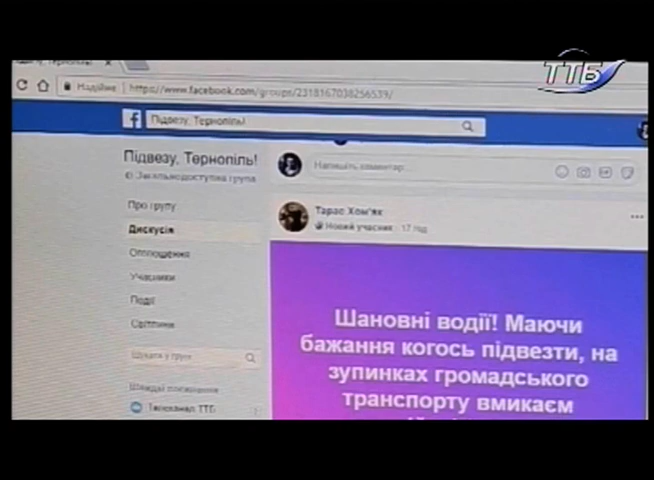 ТТБ
Підвезу, Тернопіль!
Надійне
https://www.facebook.com/groups/2318167038256539/
Підвезу, Тернопіль!
Підвезу, Тернопіль!
Загальнодоступна група
Про групу
Дискусія
Оголошення
Учасники
Події
Світлини
Шукати у групі
Швидкі посилання
Телеканал ТТБ
Напишіть коментар...
Тарас Хом'як
Новий учасник · 17 год
Шановні водії! Маючи
бажання когось підвезти, на
зупинках громадського
транспорту вмикаєм